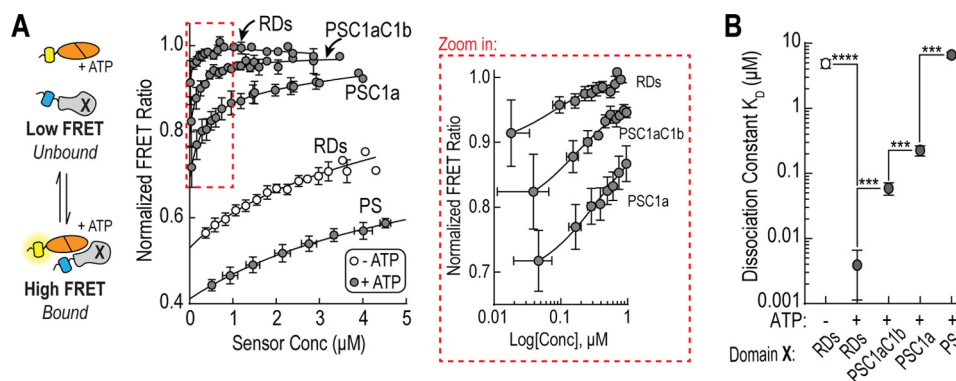 A
+ ATP
X
Low FRET
Unbound
+ ATP
X
High FRET
Bound
Normalized FRET Ratio
1.0
0.9
0.8
0.6
0.4
RDs
PSC1aC1b
PSC1a
RDs
PS
- ATP
+ ATP
0 1 2 3 4 5
Sensor Conc (µM)
Zoom in:
Normalized FRET Ratio
1.0
0.9
0.8
0.7
RDs
PSC1aC1b
PSC1a
0.01 0.1 1
Log[Conc], µM
B
Dissociation Constant KD (µM)
10
1
0.1
0.01
0.001
****
***
***
***
ATP: - + + + +
Domain X: RDs RDs PSC1aC1b PSC1a PS